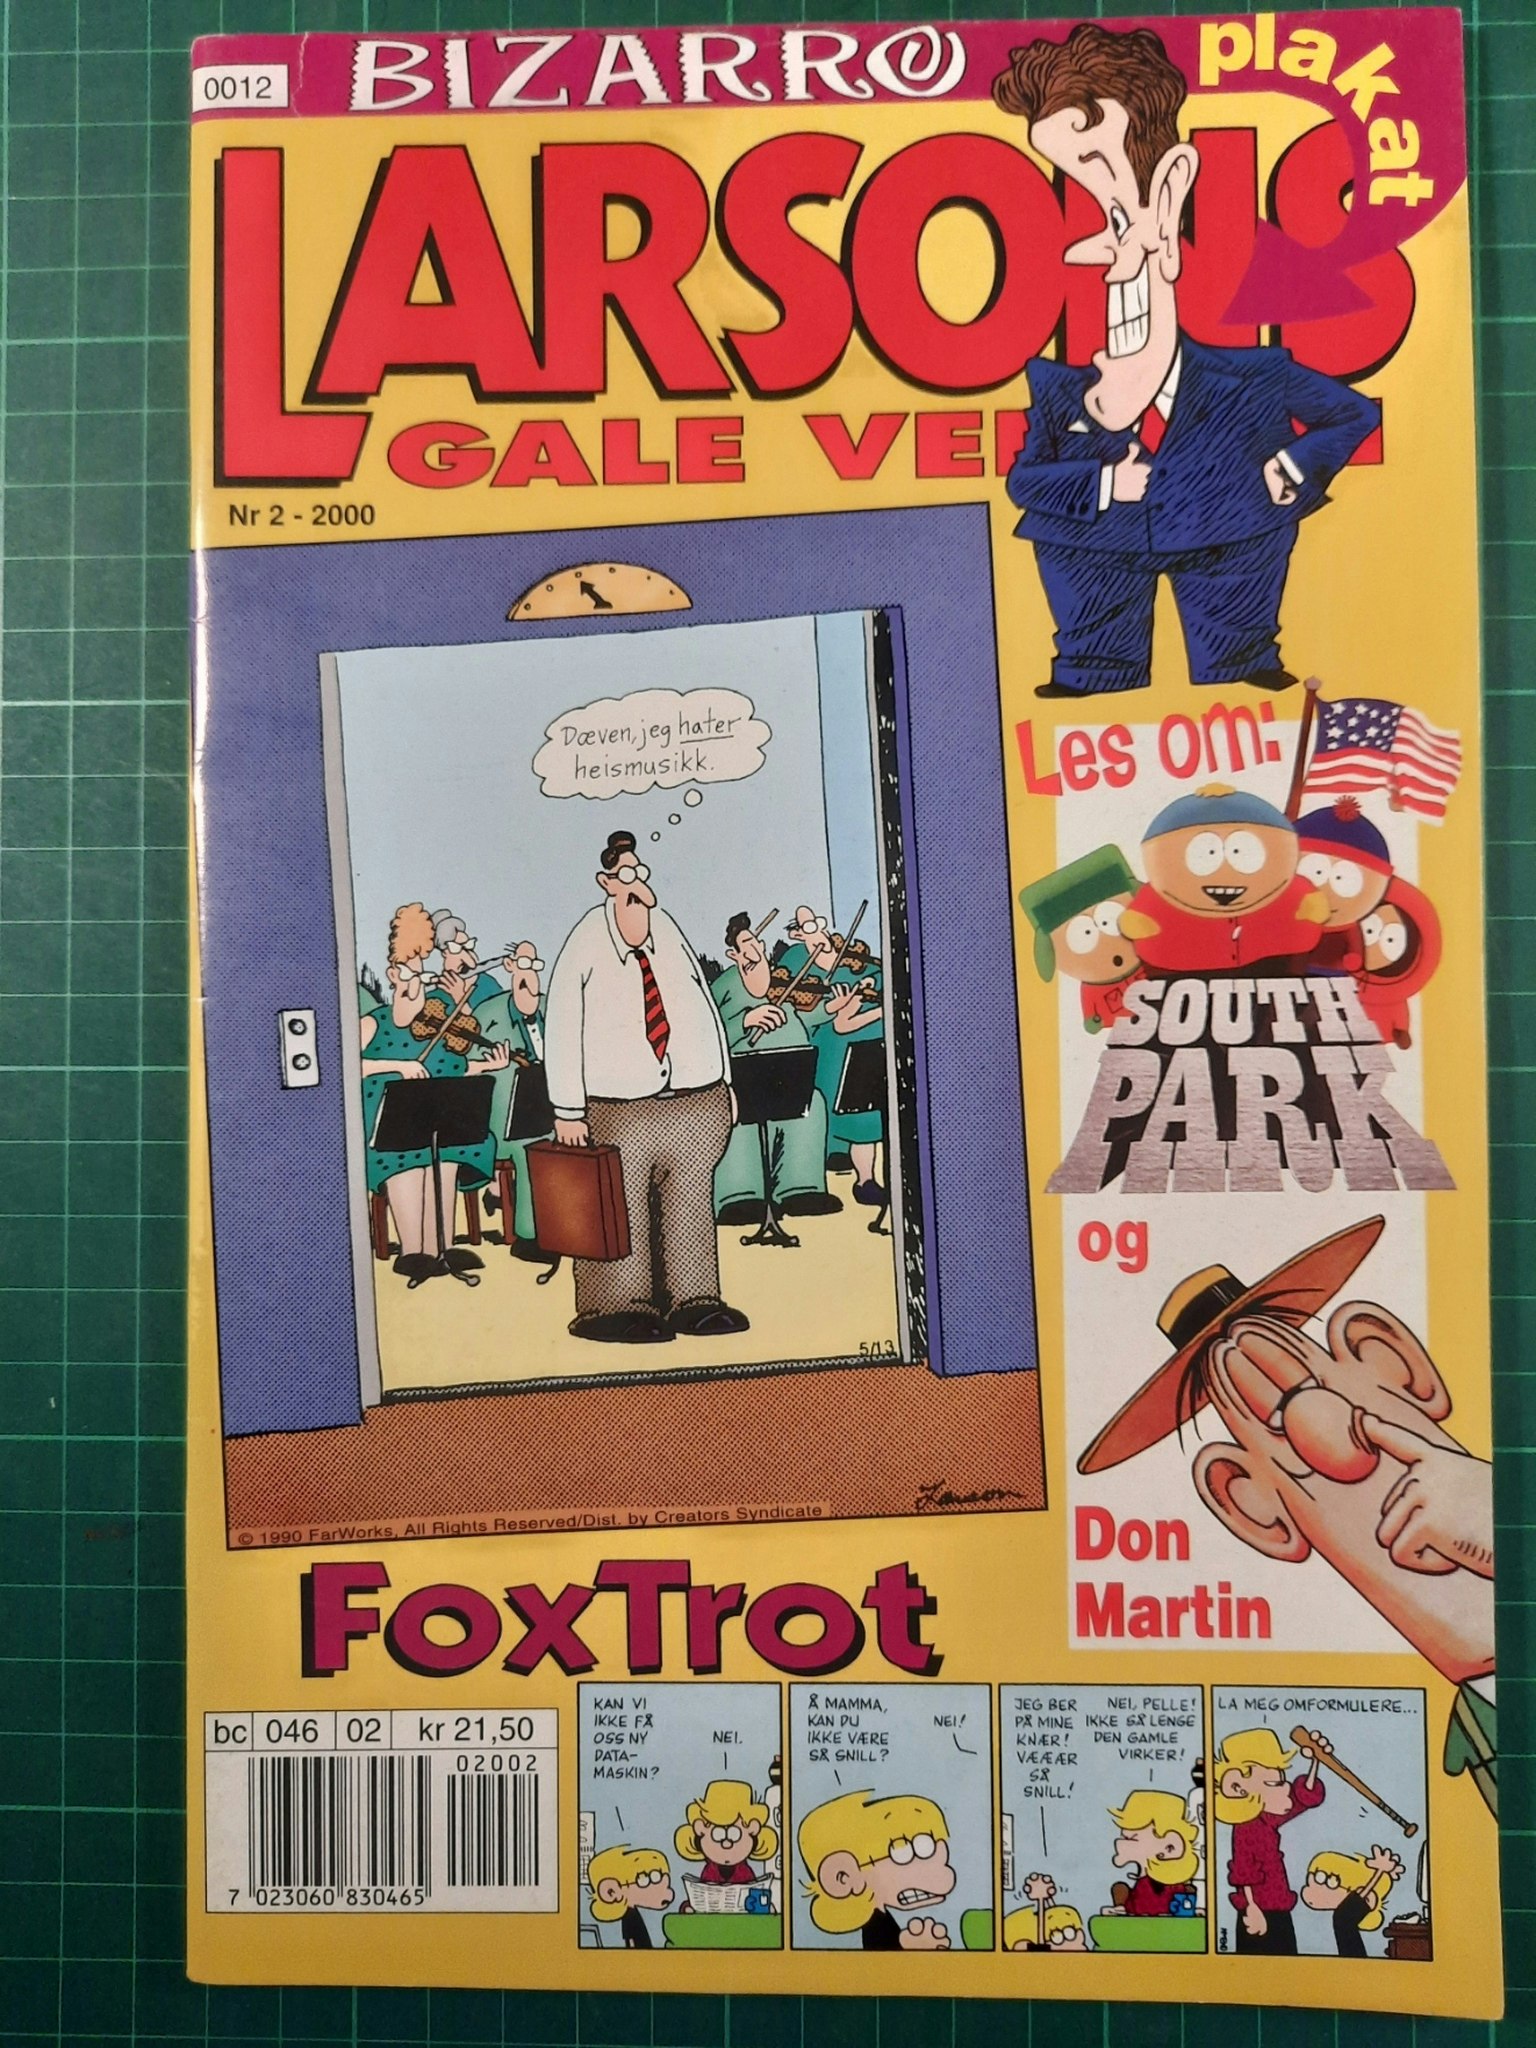 0012
BIZARRO
plakat
LARSONS
GALE
Nr 2 - 2000
Dæven, jeg hater
heismusikk.
5/13
Larson
© 1990 FarWorks, All Rights Reserved/Dist. by Creators Syndicate
Les om:
SOUTH
PARK
og
Don
Martin
FoxTrot
bc 046 02 kr 21,50
02002
7 023060 830465
KAN VI
IKKE FÅ
OSS NY
DATA-
MASKIN?
NEI.
Å MAMMA,
KAN DU
IKKE VÆRE
SÅ SNILL?
NEI!
JEG BER
PÅ MINE
KNÆR!
VÆÆÆR
SÅ
SNILL!
NEI, PELLE!
IKKE SÅ LENGE
DEN GAMLE
VIRKER!
LA MEG OMFORMULERE...